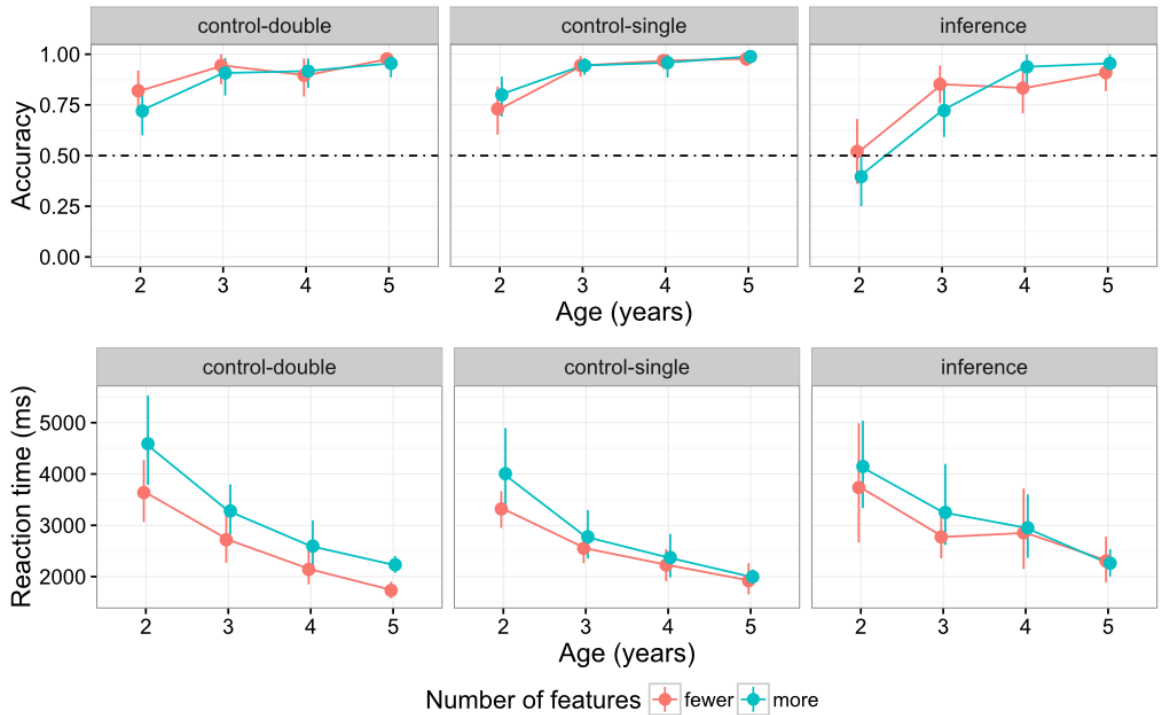 control-double control-single inference
Accuracy
1.00
0.75
0.50
0.25
0.00
2 3 4 5 2 3 4 5 2 3 4 5
Age (years)
control-double control-single inference
Reaction time (ms)
5000
4000
3000
2000
2 3 4 5 2 3 4 5 2 3 4 5
Age (years)
Number of features fewer more